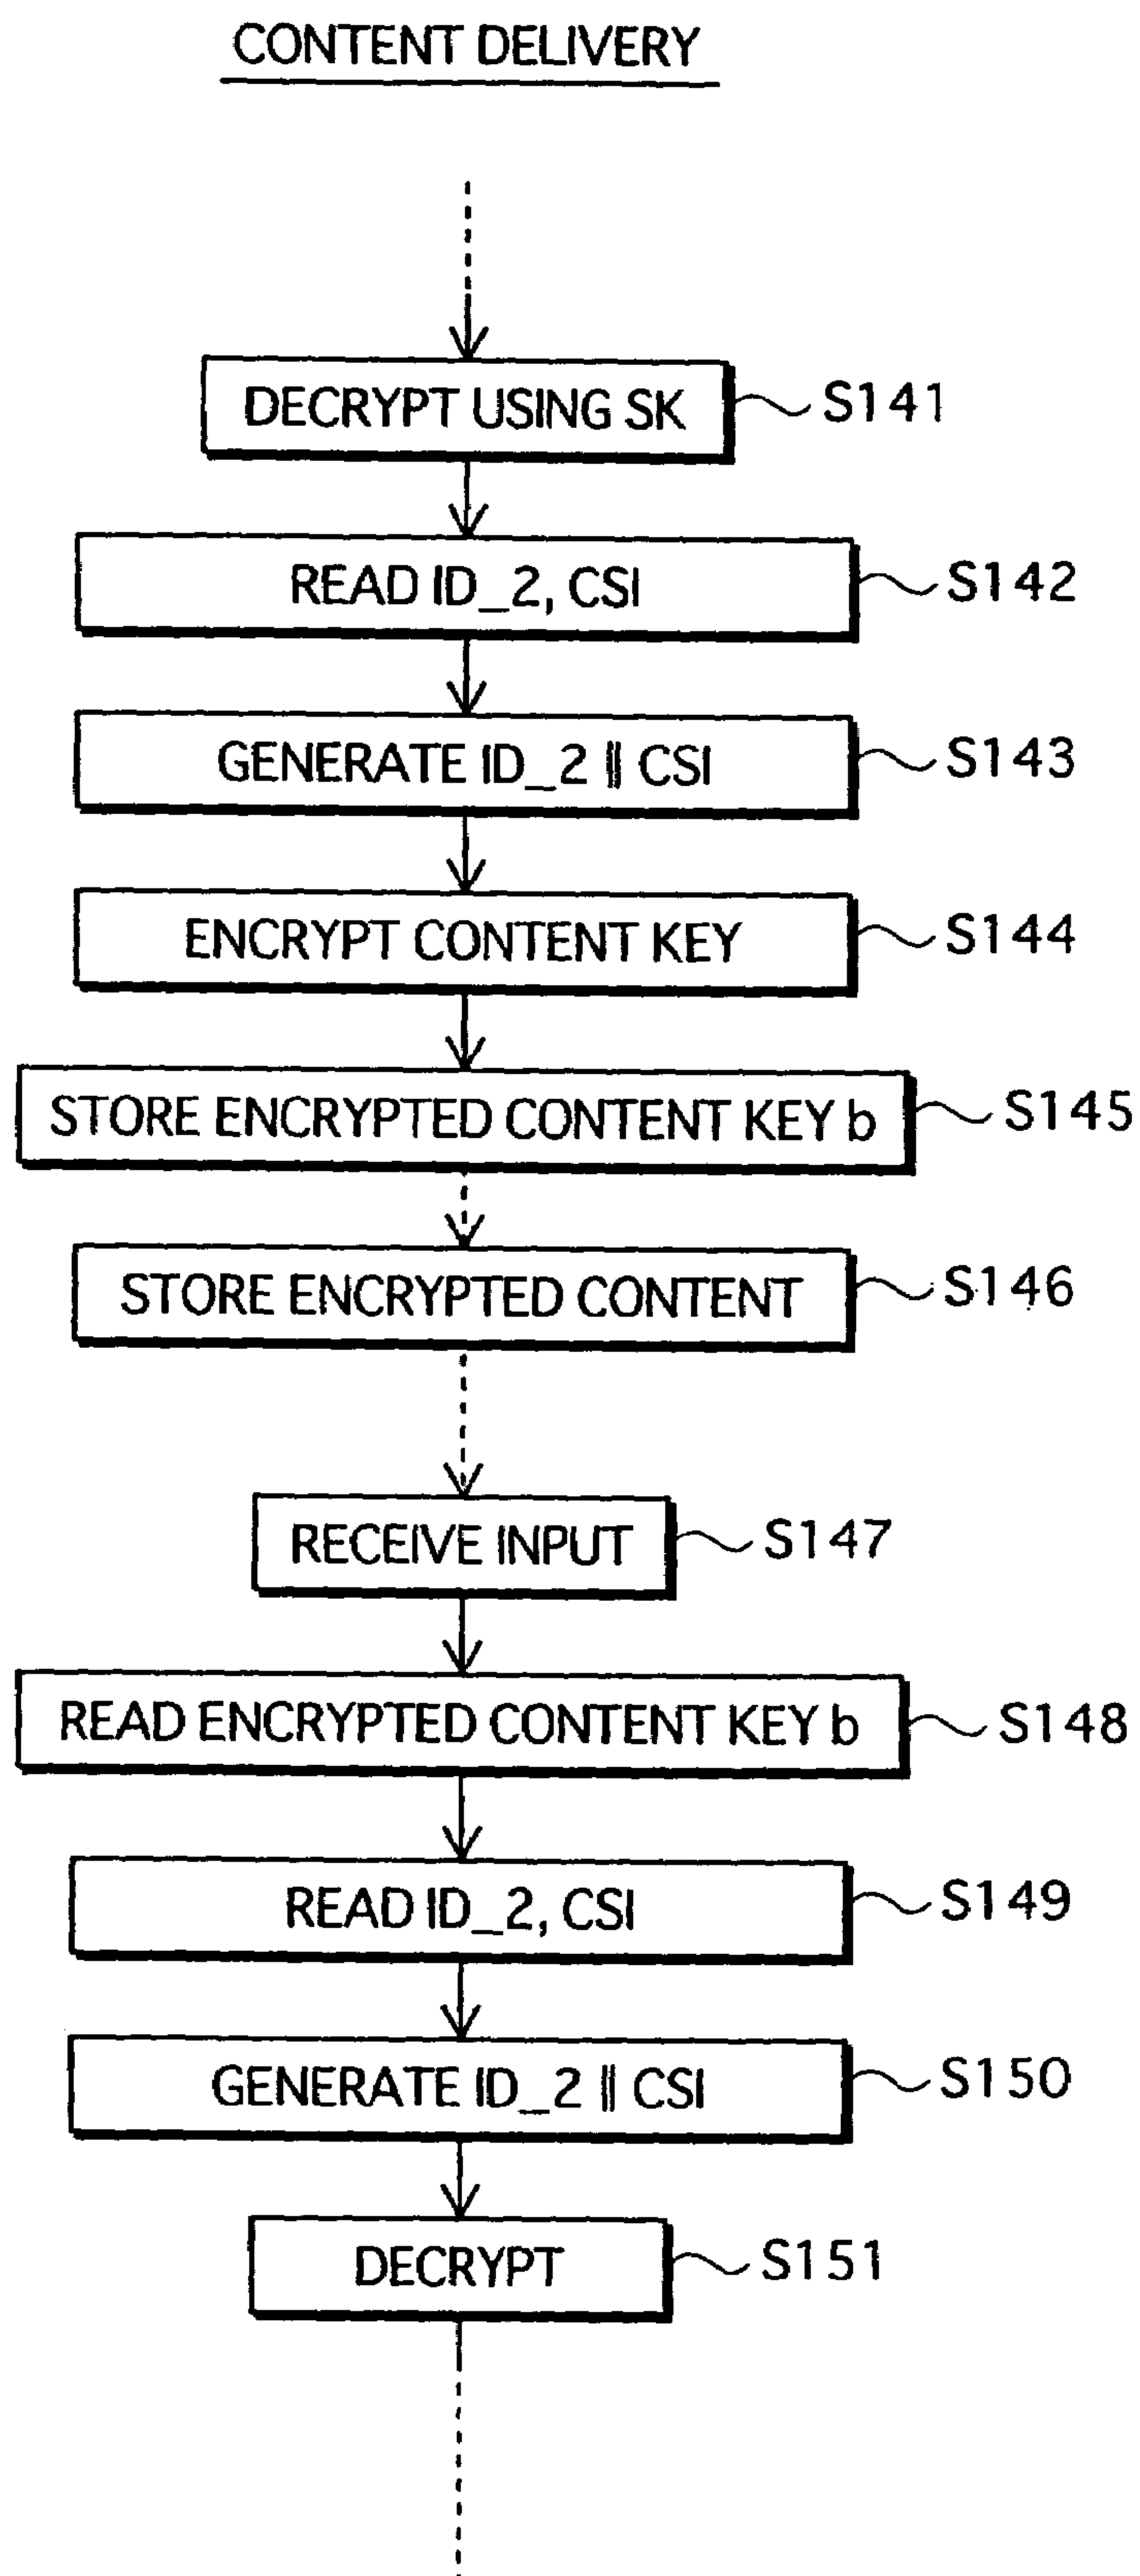 CONTENT DELIVERY
DECRYPT USING SK S141
READ ID_2, CSI S142
GENERATE ID_2 || CSI S143
ENCRYPT CONTENT KEY S144
STORE ENCRYPTED CONTENT KEY b S145
STORE ENCRYPTED CONTENT S146
RECEIVE INPUT S147
READ ENCRYPTED CONTENT KEY b S148
READ ID_2, CSI S149
GENERATE ID_2 || CSI S150
DECRYPT S151